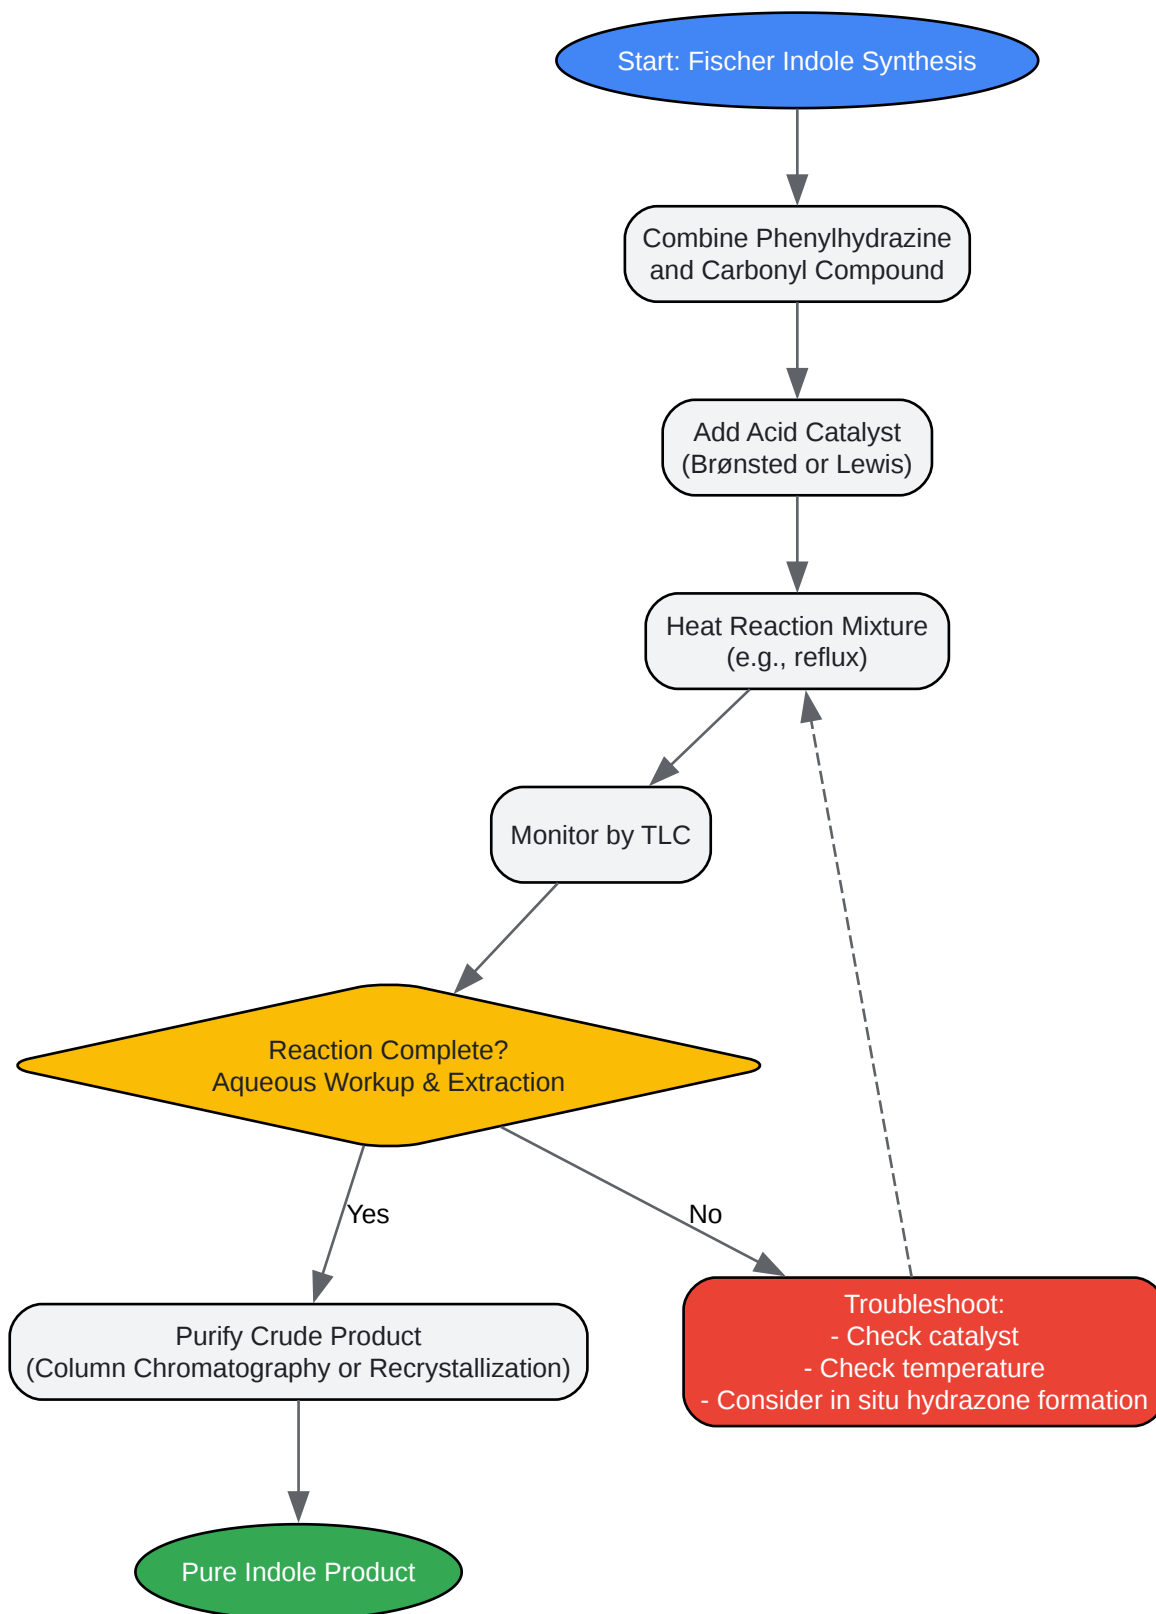 Start: Fischer Indole Synthesis
Combine Phenylhydrazine
and Carbonyl Compound
Add Acid Catalyst
(Brønsted or Lewis)
Heat Reaction Mixture
(e.g., reflux)
Monitor by TLC
Reaction Complete?
Aqueous Workup & Extraction
Yes
No
Purify Crude Product
(Column Chromatography or Recrystallization)
Troubleshoot:
- Check catalyst
- Check temperature
- Consider in situ hydrazone formation
Pure Indole Product